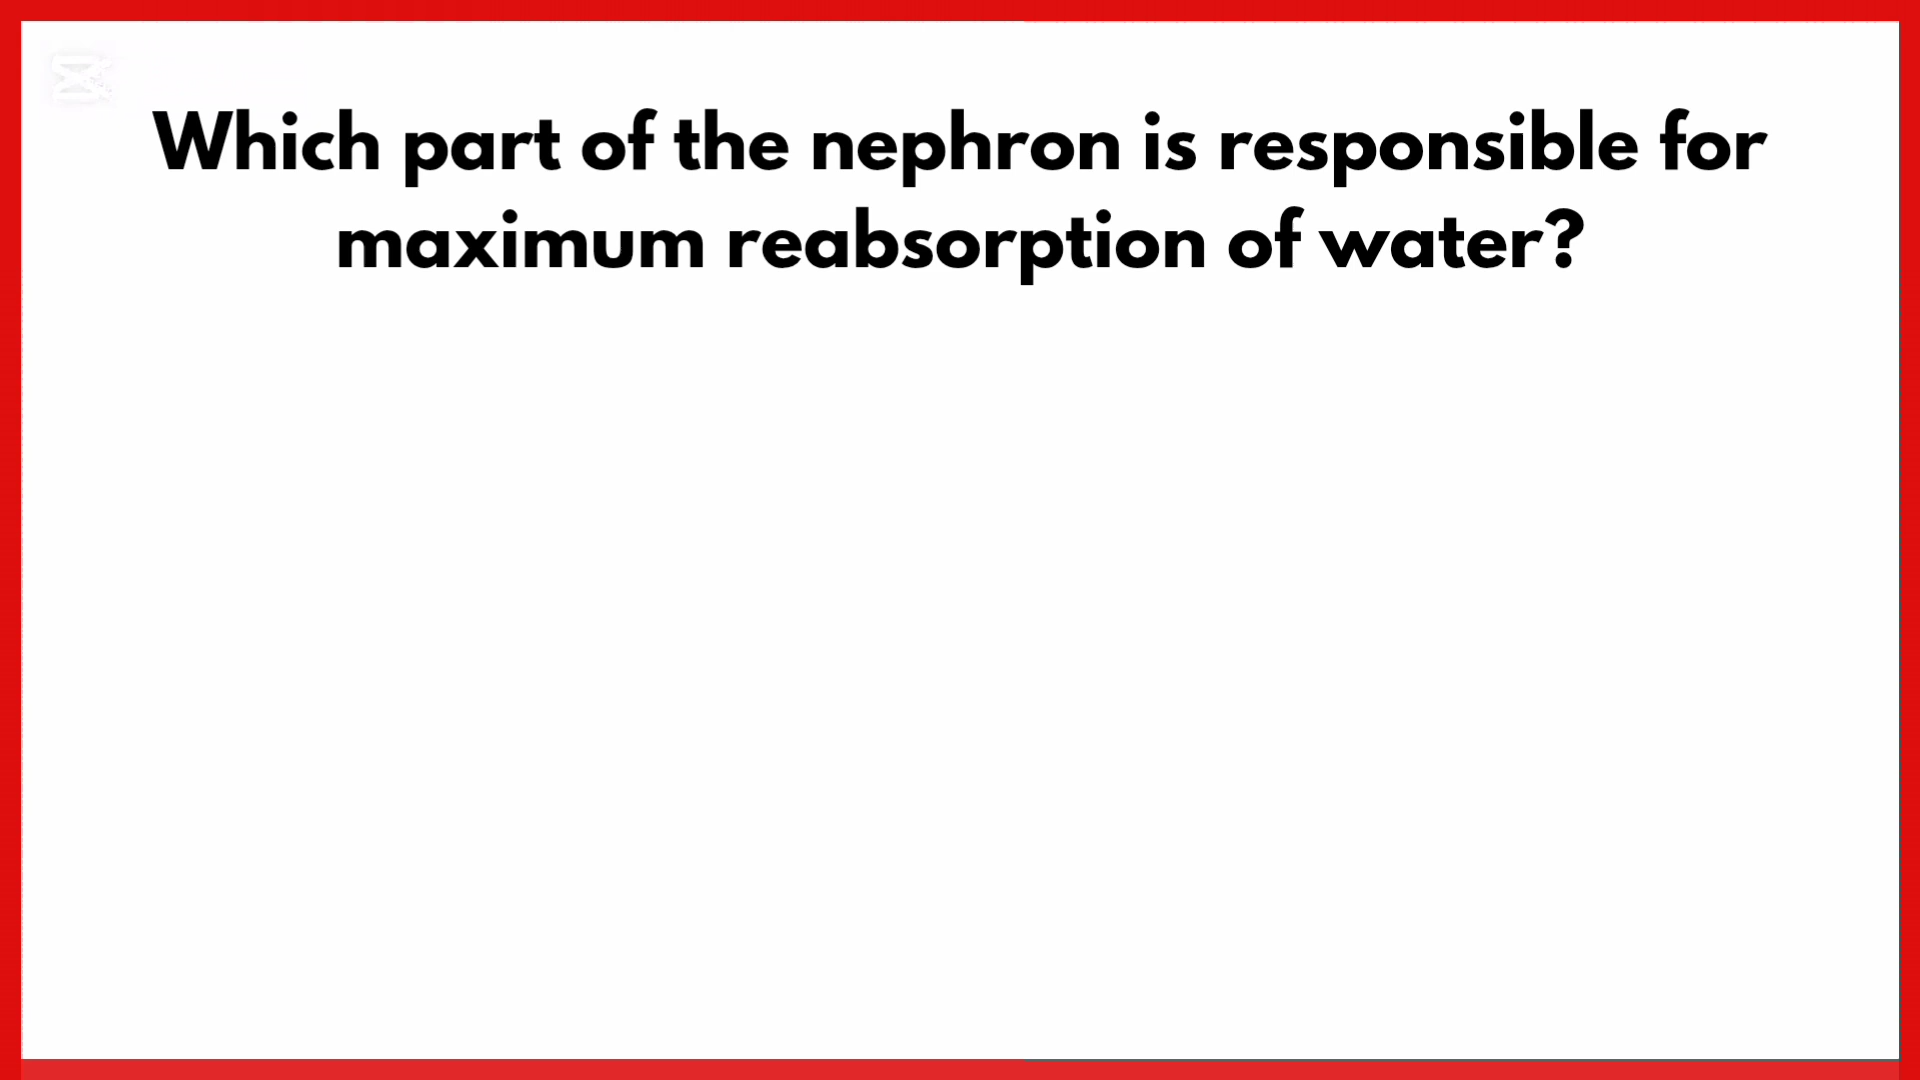 Which part of the nephron is responsible for
maximum reabsorption of water?